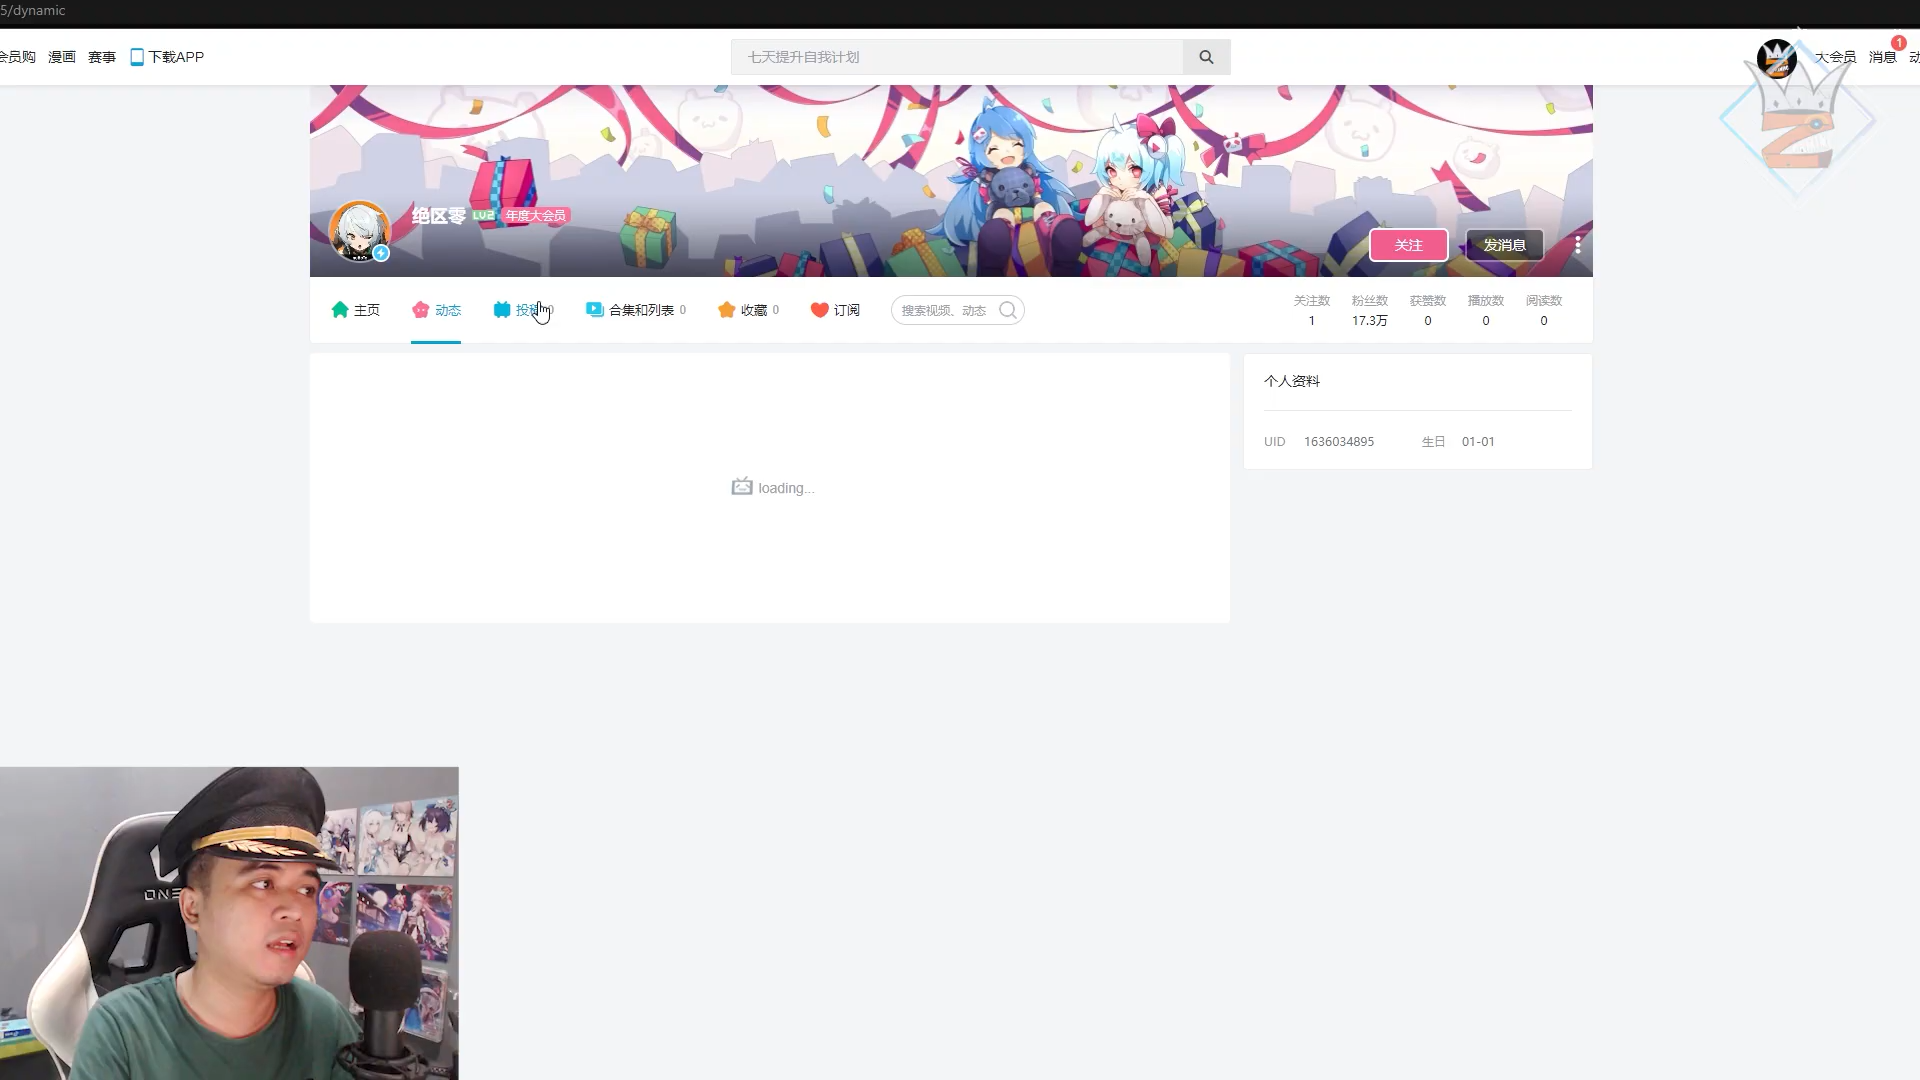 5/dynamic
会员购 漫画 赛事 下载APP
七天提升自我计划
大会员 消息 1
绝区零 LV2 年度大会员
关注 发消息
主页 动态 0 合集和列表 0 收藏 0 订阅 搜索视频、动态
关注数 粉丝数 获赞数 播放数 阅读数
1 17.3万 0 0 0
个人资料
UID 1636034895 生日 01-01
loading...
ONE
Z